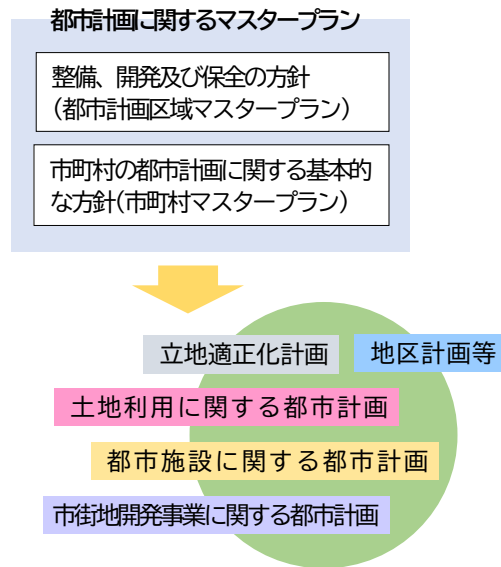 都市計画に関するマスタープラン
整備、開発及び保全の方針
（都市計画区域マスタープラン）
市町村の都市計画に関する基本的
な方針（市町村マスタープラン）
立地適正化計画
地区計画等
土地利用に関する都市計画
都市施設に関する都市計画
市街地開発事業に関する都市計画